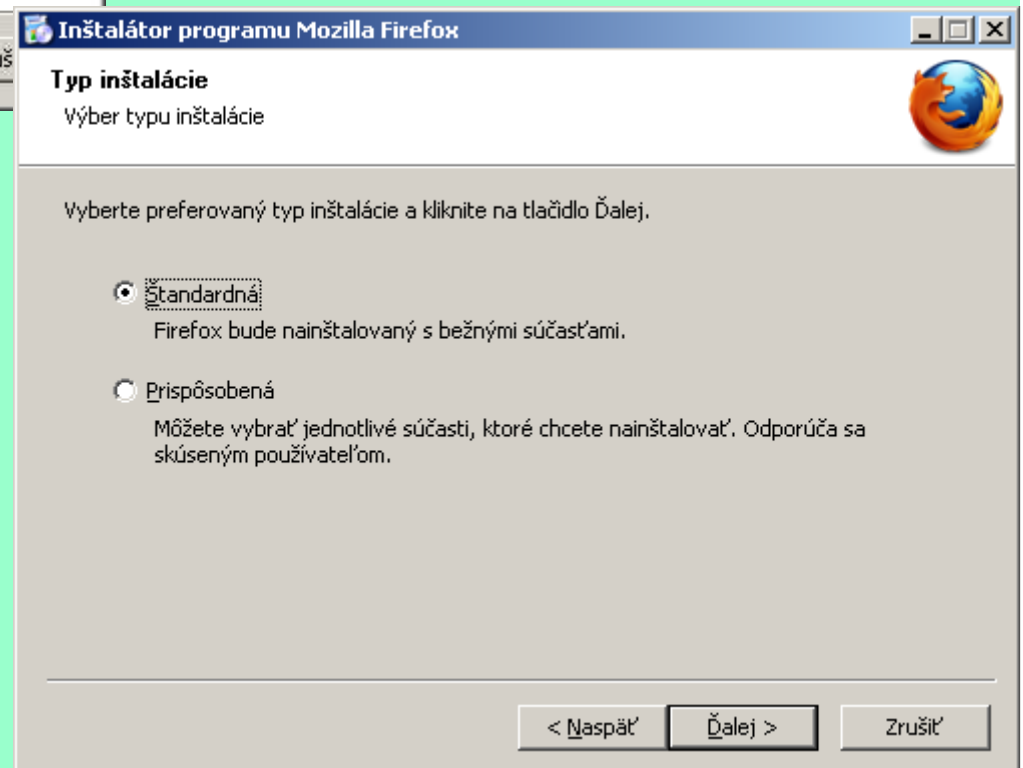 Inštalátor programu Mozilla Firefox
Typ inštalácie
Výber typu inštalácie
Vyberte preferovaný typ inštalácie a kliknite na tlačidlo Ďalej.
Štandardná
Firefox bude nainštalovaný s bežnými súčasťami.
Prispôsobená
Môžete vybrať jednotlivé súčasti, ktoré chcete nainštalovať. Odporúča sa
skúseným používateľom.
< Naspäť Ďalej > Zrušiť